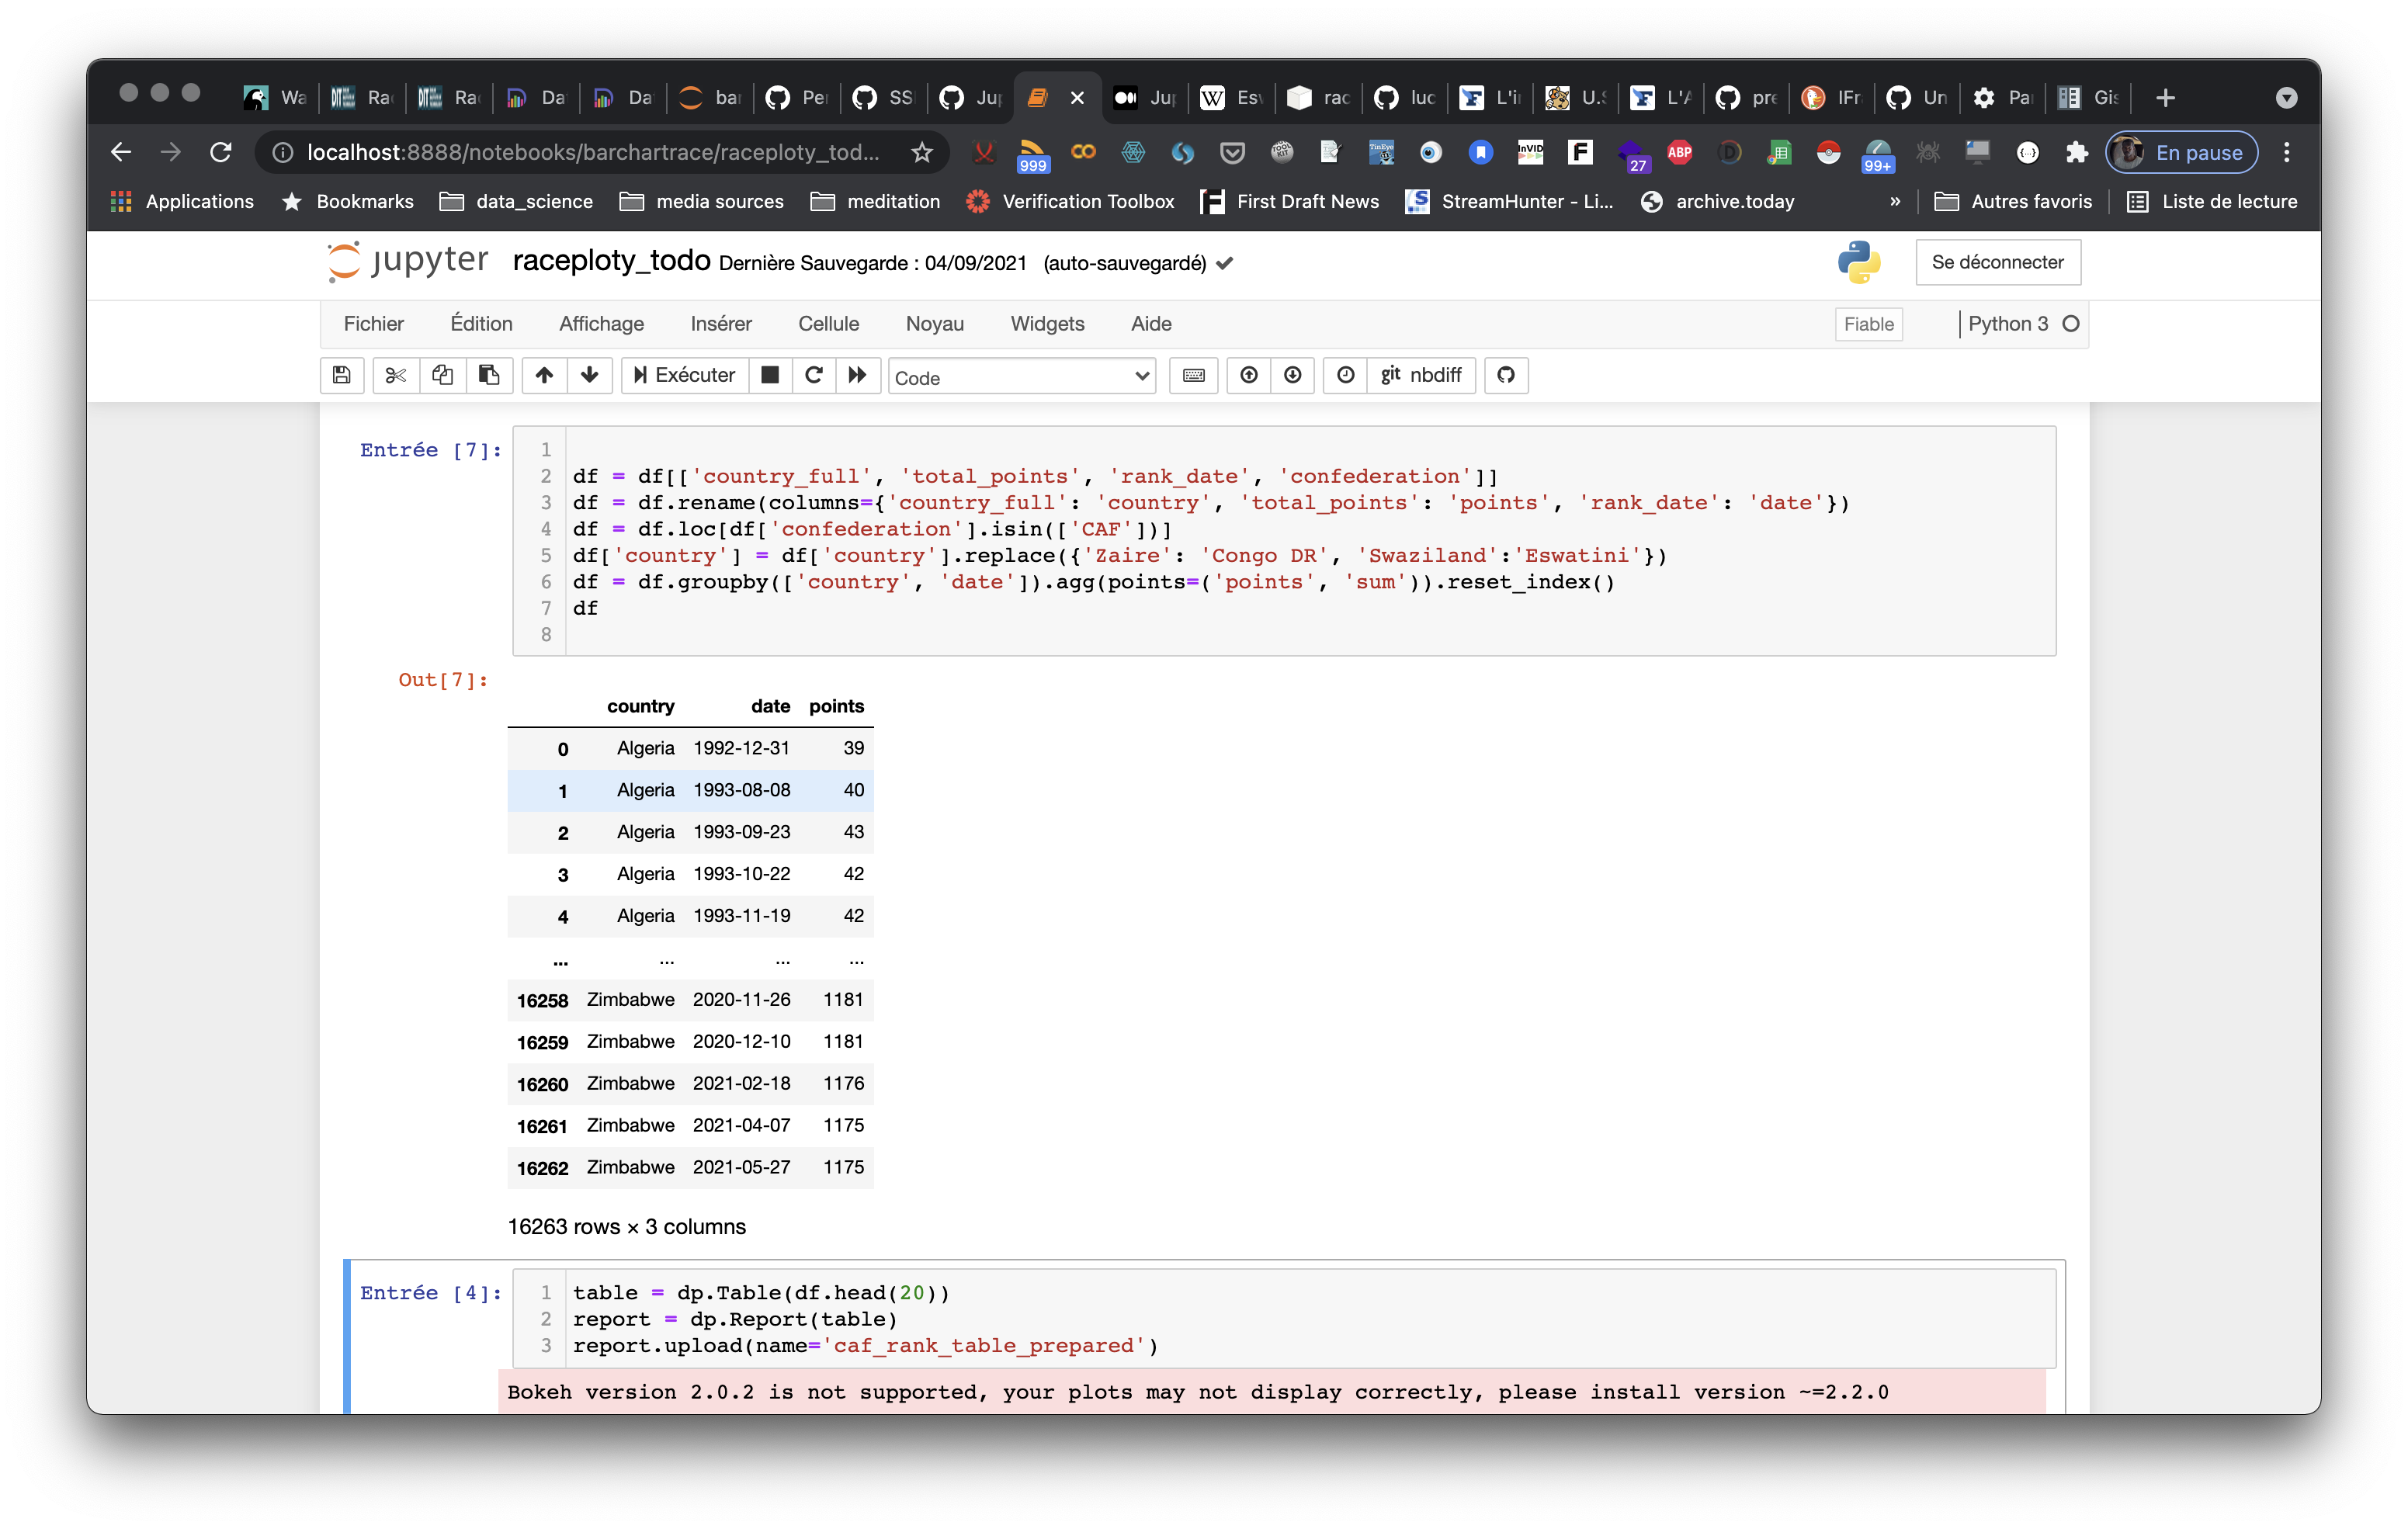 Wa Ra Ra Da Da bar Per SS Jup Jup Esw rac luc L'i U.S L'A pre IFr Un Par Gis
localhost:8888/notebooks/barchartrace/raceploty_tod... 999 TinEye InVID 27 ABP 99+ En pause
Applications Bookmarks data_science media sources meditation Verification Toolbox First Draft News StreamHunter - Li... archive.today » Autres favoris Liste de lecture
jupyter raceploty_todo Dernière Sauvegarde : 04/09/2021 (auto-sauvegardé) Se déconnecter
Fichier Édition Affichage Insérer Cellule Noyau Widgets Aide Fiable Python 3
Exécuter Code git nbdiff
Entrée [7]: 1
2 df = df[['country_full', 'total_points', 'rank_date', 'confederation']]
3 df = df.rename(columns={'country_full': 'country', 'total_points': 'points', 'rank_date': 'date'})
4 df = df.loc[df['confederation'].isin(['CAF'])]
5 df['country'] = df['country'].replace({'Zaire': 'Congo DR', 'Swaziland':'Eswatini'})
6 df = df.groupby(['country', 'date']).agg(points=('points', 'sum')).reset_index()
7 df
8
Out[7]:
country date points
0 Algeria 1992-12-31 39
1 Algeria 1993-08-08 40
2 Algeria 1993-09-23 43
3 Algeria 1993-10-22 42
4 Algeria 1993-11-19 42
... ... ... ...
16258 Zimbabwe 2020-11-26 1181
16259 Zimbabwe 2020-12-10 1181
16260 Zimbabwe 2021-02-18 1176
16261 Zimbabwe 2021-04-07 1175
16262 Zimbabwe 2021-05-27 1175
16263 rows × 3 columns
Entrée [4]: 1 table = dp.Table(df.head(20))
2 report = dp.Report(table)
3 report.upload(name='caf_rank_table_prepared')
Bokeh version 2.0.2 is not supported, your plots may not display correctly, please install version ~=2.2.0